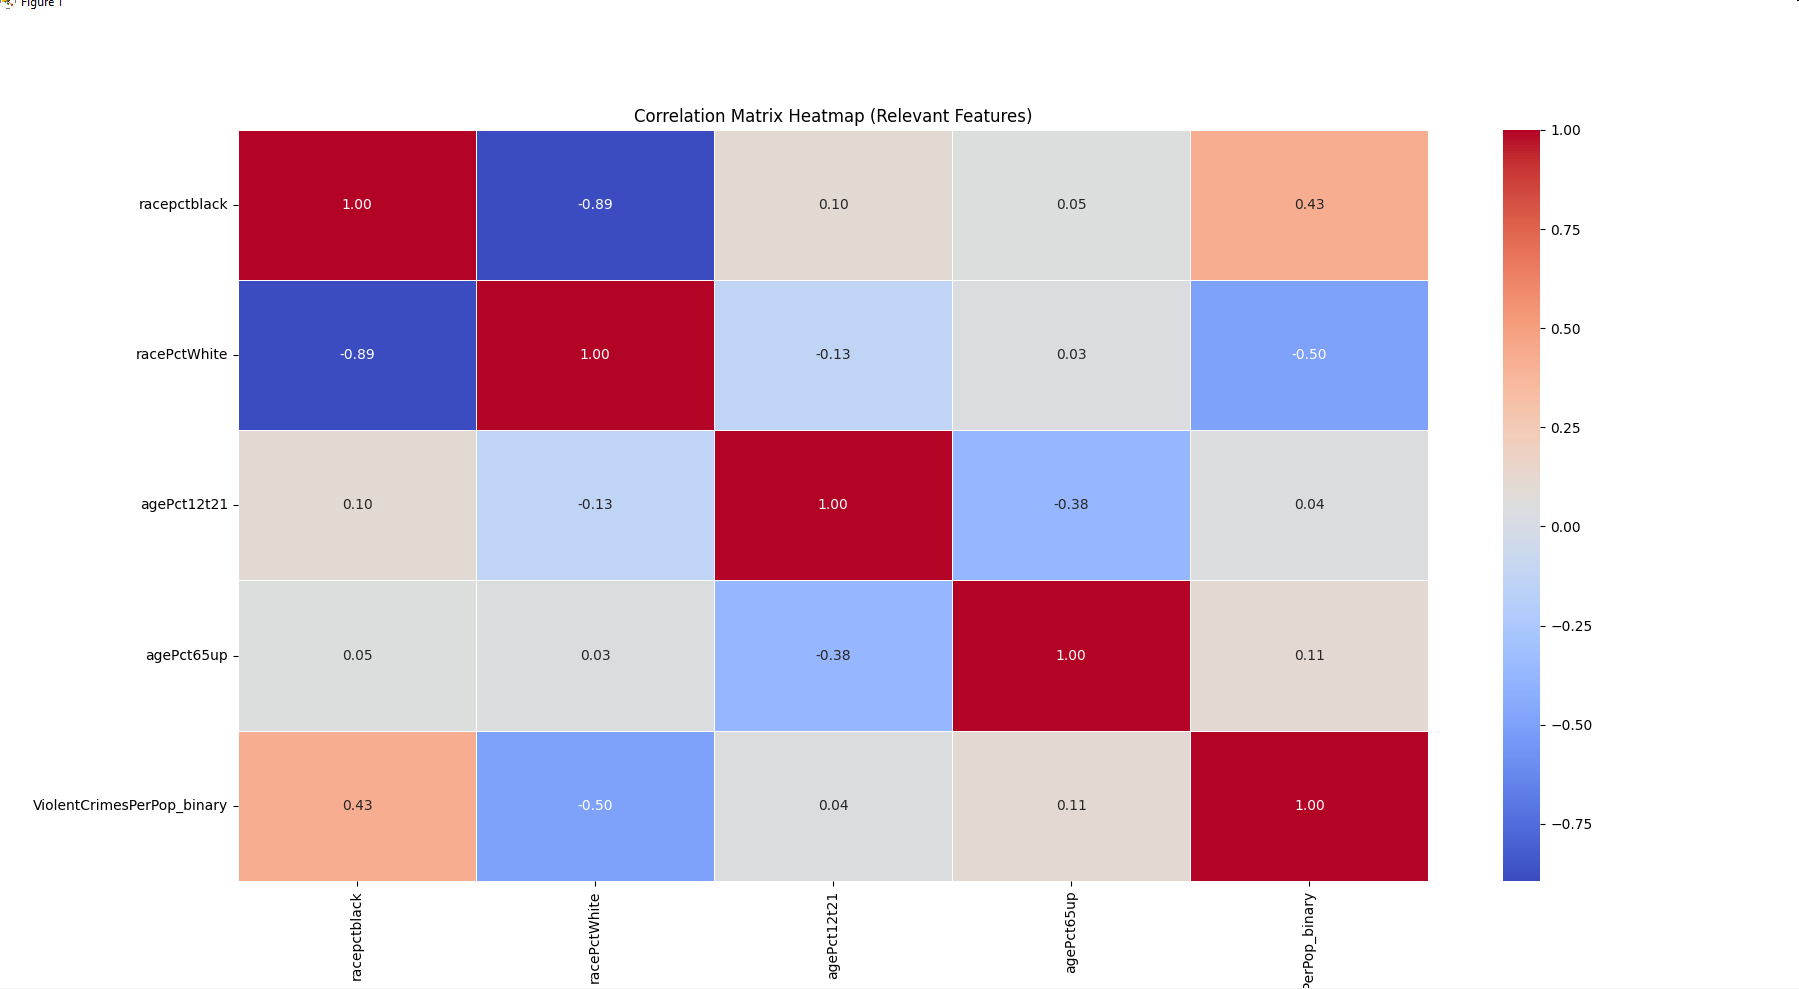 Figure 1
Correlation Matrix Heatmap (Relevant Features)
racepctblack 1.00 -0.89 0.10 0.05 0.43
racePctWhite -0.89 1.00 -0.13 0.03 -0.50
agePct12t21 0.10 -0.13 1.00 -0.38 0.04
agePct65up 0.05 0.03 -0.38 1.00 0.11
ViolentCrimesPerPop_binary 0.43 -0.50 0.04 0.11 1.00
racepctblack
racePctWhite
agePct12t21
agePct65up
PerPop_binary
1.00
0.75
0.50
0.25
0.00
−0.25
−0.50
−0.75